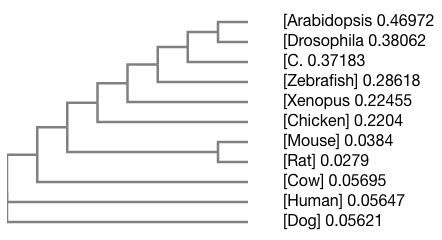 [Arabidopsis 0.46972
[Drosophila 0.38062
[C. 0.37183
[Zebrafish] 0.28618
[Xenopus 0.22455
[Chicken] 0.2204
[Mouse] 0.0384
[Rat] 0.0279
[Cow] 0.05695
[Human] 0.05647
[Dog] 0.05621